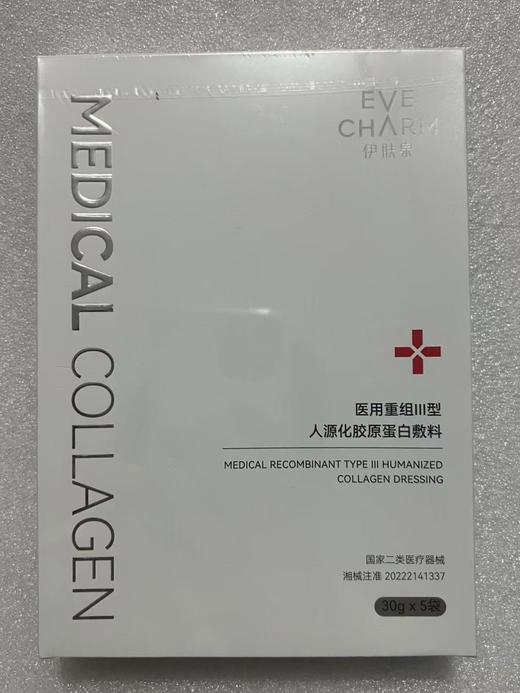 MEDICAL COLLAGEN
EVE
CHARM
伊肤泉
医用重组III型
人源化胶原蛋白敷料
MEDICAL RECOMBINANT TYPE III HUMANIZED
COLLAGEN DRESSING
国家二类医疗器械
湘械注准 20222141337
30g x 5袋